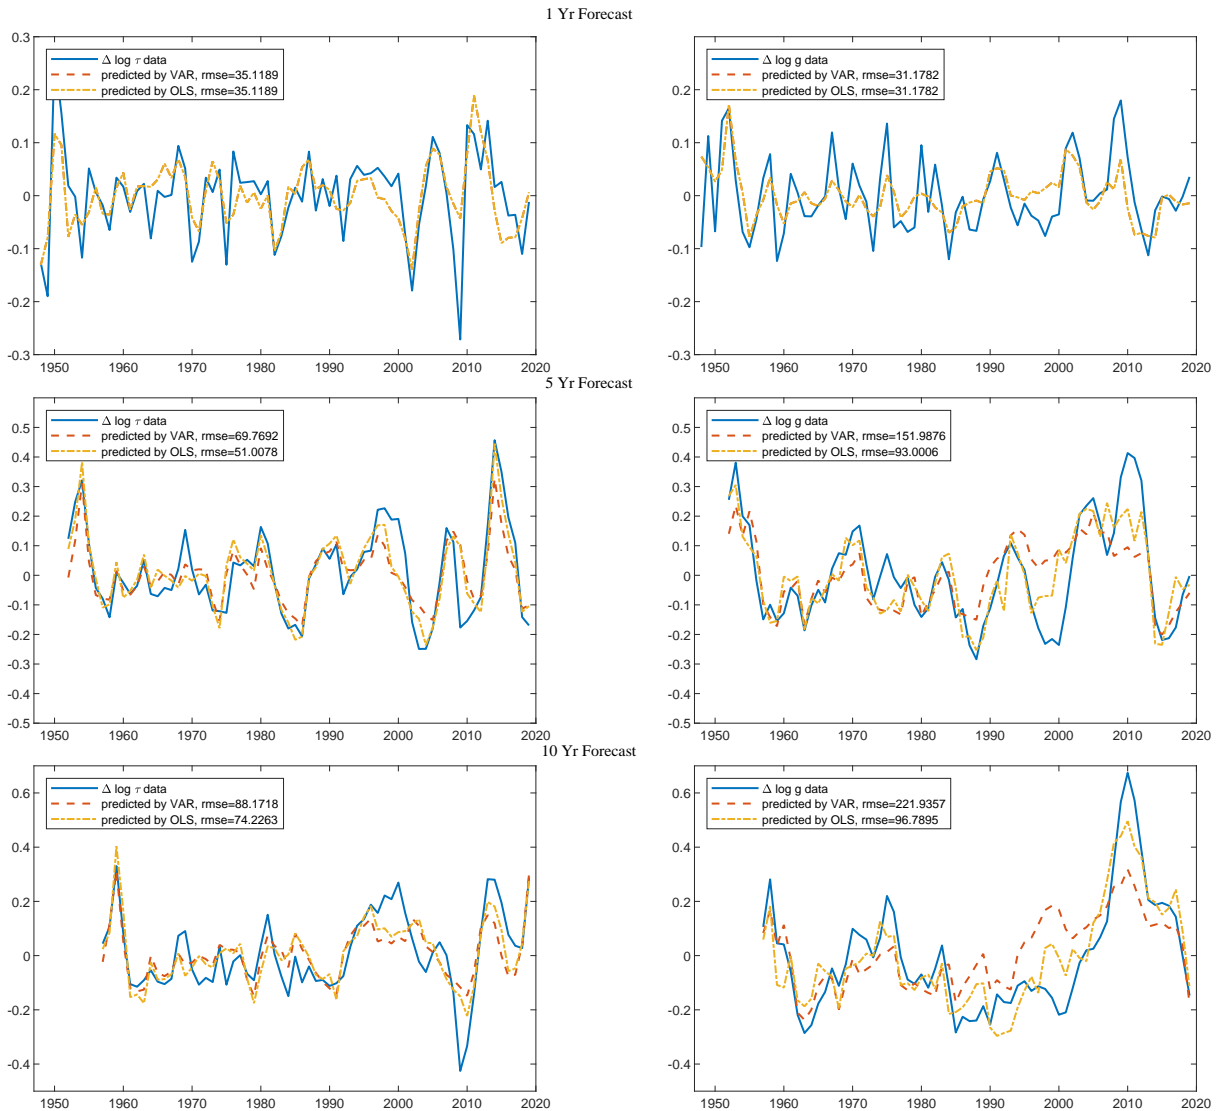 1 Yr Forecast
0.3
0.2
0.1
0
-0.1
-0.2
-0.3
Δ log τ data
predicted by VAR, rmse=35.1189
predicted by OLS, rmse=35.1189
1950 1960 1970 1980 1990 2000 2010 2020
0.3
0.2
0.1
0
-0.1
-0.2
-0.3
Δ log g data
predicted by VAR, rmse=31.1782
predicted by OLS, rmse=31.1782
1950 1960 1970 1980 1990 2000 2010 2020
5 Yr Forecast
0.5
0.4
0.3
0.2
0.1
0
-0.1
-0.2
-0.3
-0.4
-0.5
Δ log τ data
predicted by VAR, rmse=69.7692
predicted by OLS, rmse=51.0078
1950 1960 1970 1980 1990 2000 2010 2020
0.5
0.4
0.3
0.2
0.1
0
-0.1
-0.2
-0.3
-0.4
-0.5
Δ log g data
predicted by VAR, rmse=151.9876
predicted by OLS, rmse=93.0006
1950 1960 1970 1980 1990 2000 2010 2020
10 Yr Forecast
0.6
0.4
0.2
0
-0.2
-0.4
Δ log τ data
predicted by VAR, rmse=88.1718
predicted by OLS, rmse=74.2263
1950 1960 1970 1980 1990 2000 2010 2020
0.6
0.4
0.2
0
-0.2
-0.4
Δ log g data
predicted by VAR, rmse=221.9357
predicted by OLS, rmse=96.7895
1950 1960 1970 1980 1990 2000 2010 2020